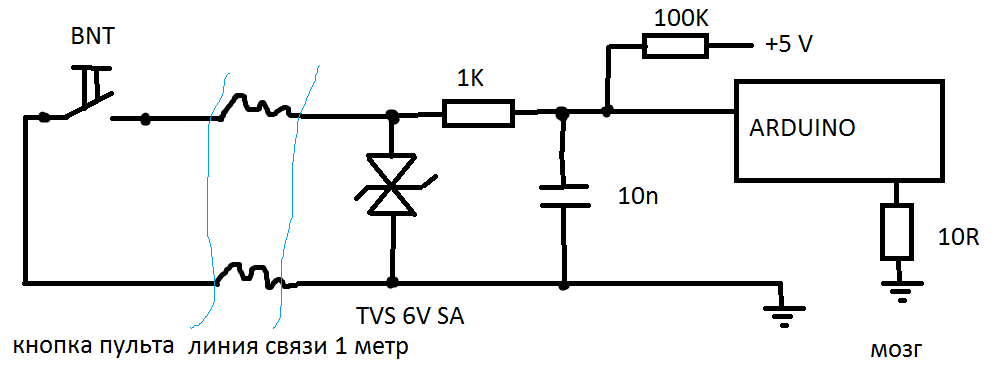 100K
BNT
+5 V
1K
ARDUINO
10n
10R
TVS 6V SA
кнопка пульта
линия связи 1 метр
мозг